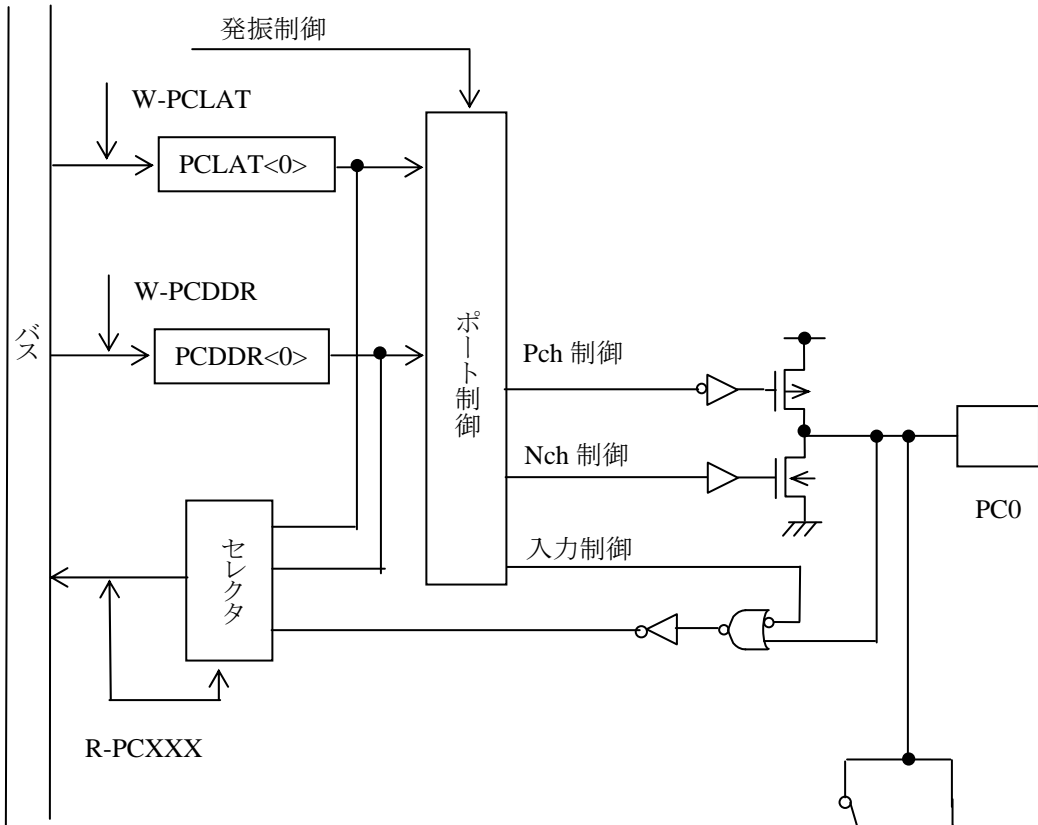 発振制御
W-PCLAT
PCLAT<0>
W-PCDDR
PCDDR<0>
バス
ポート制御
Pch 制御
Nch 制御
PC0
入力制御
セレクタ
R-PCXXX